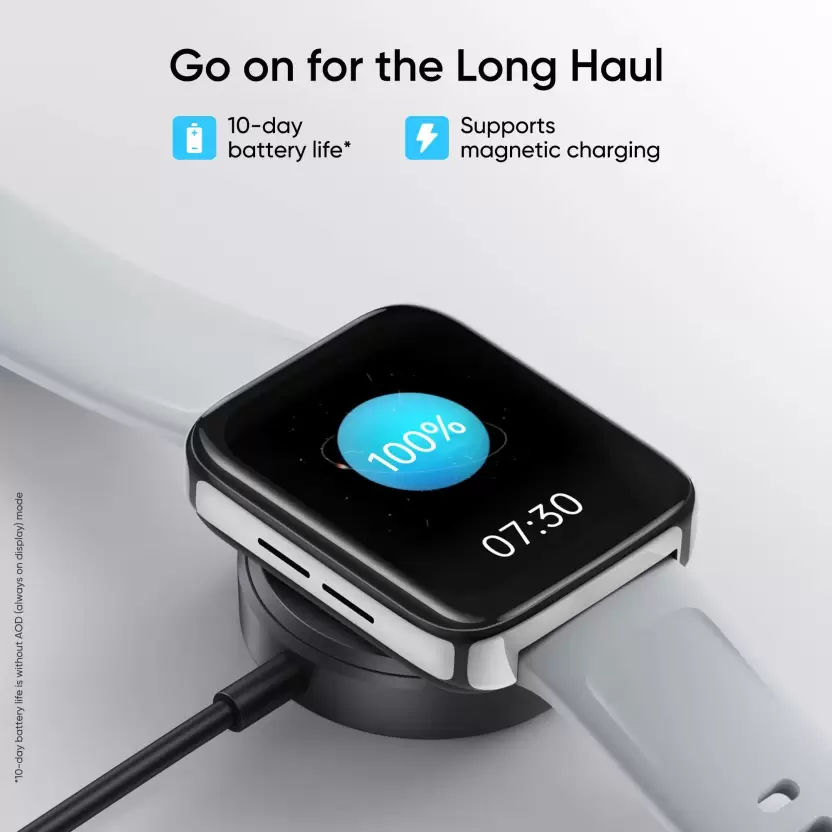 Go on for the Long Haul
10-day
battery life*
Supports
magnetic charging
100%
07:30
*10-day battery life is without AOD (always on display) mode